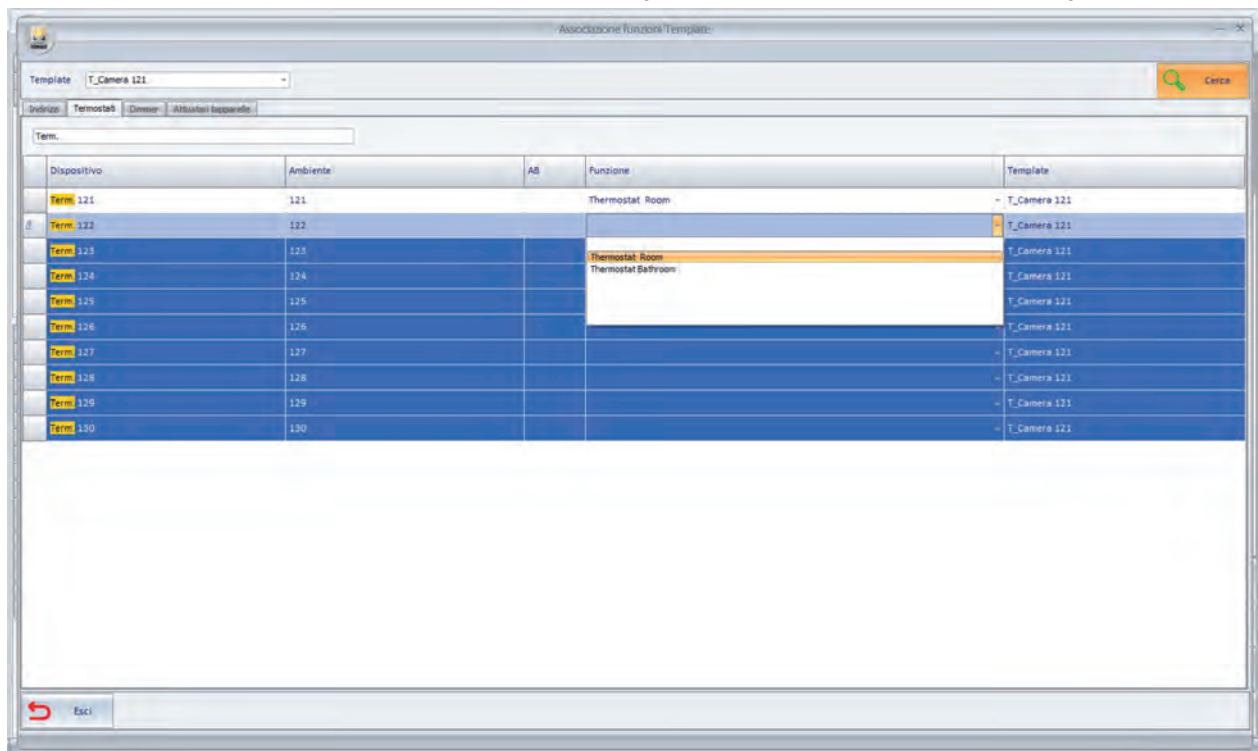 Associazione funzioni Template
Template T_Camera 121 Cerca
Indirizzi Termostati Dimmer Attuatori tapparelle
Term.
Dispositivo Ambiente AB Funzione Template
Term. 121 121 Thermostat Room T_Camera 121
Term. 122 122 T_Camera 121
Term. 123 123 T_Camera 121
Thermostat Room
Thermostat Bathroom
Term. 124 124 T_Camera 121
Term. 125 125 T_Camera 121
Term. 126 126 T_Camera 121
Term. 127 127 T_Camera 121
Term. 128 128 T_Camera 121
Term. 129 129 T_Camera 121
Term. 130 130 T_Camera 121
Esci